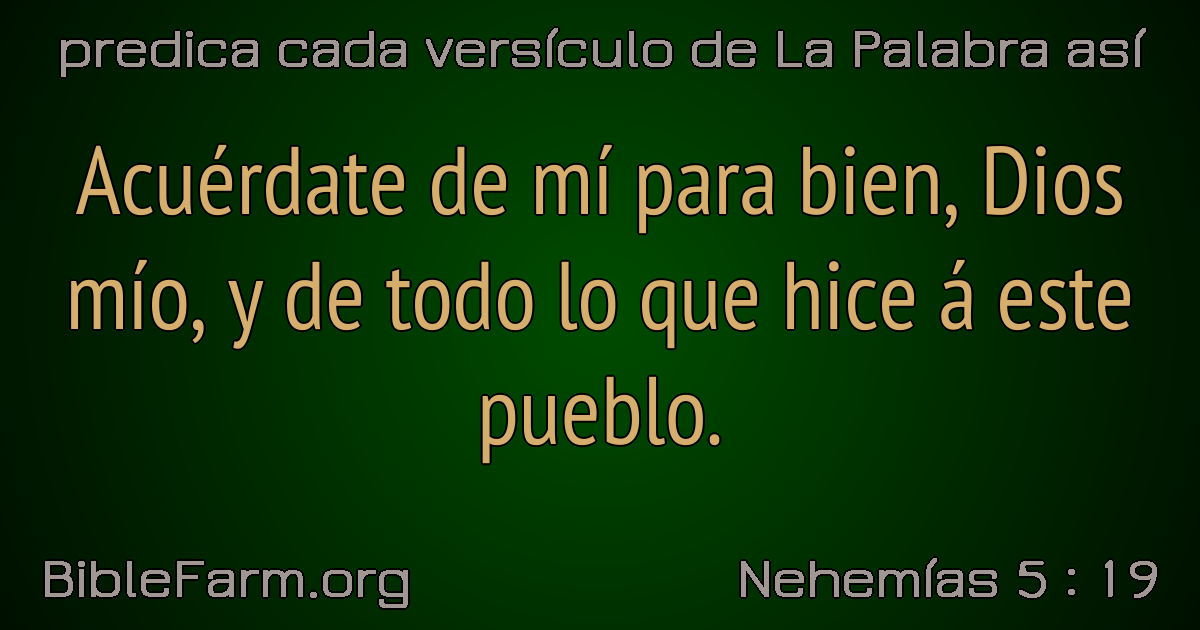 predica cada versículo de La Palabra así
Acuérdate de mí para bien, Dios
mío, y de todo lo que hice á este
pueblo.
BibleFarm.org
Nehemías 5 : 19